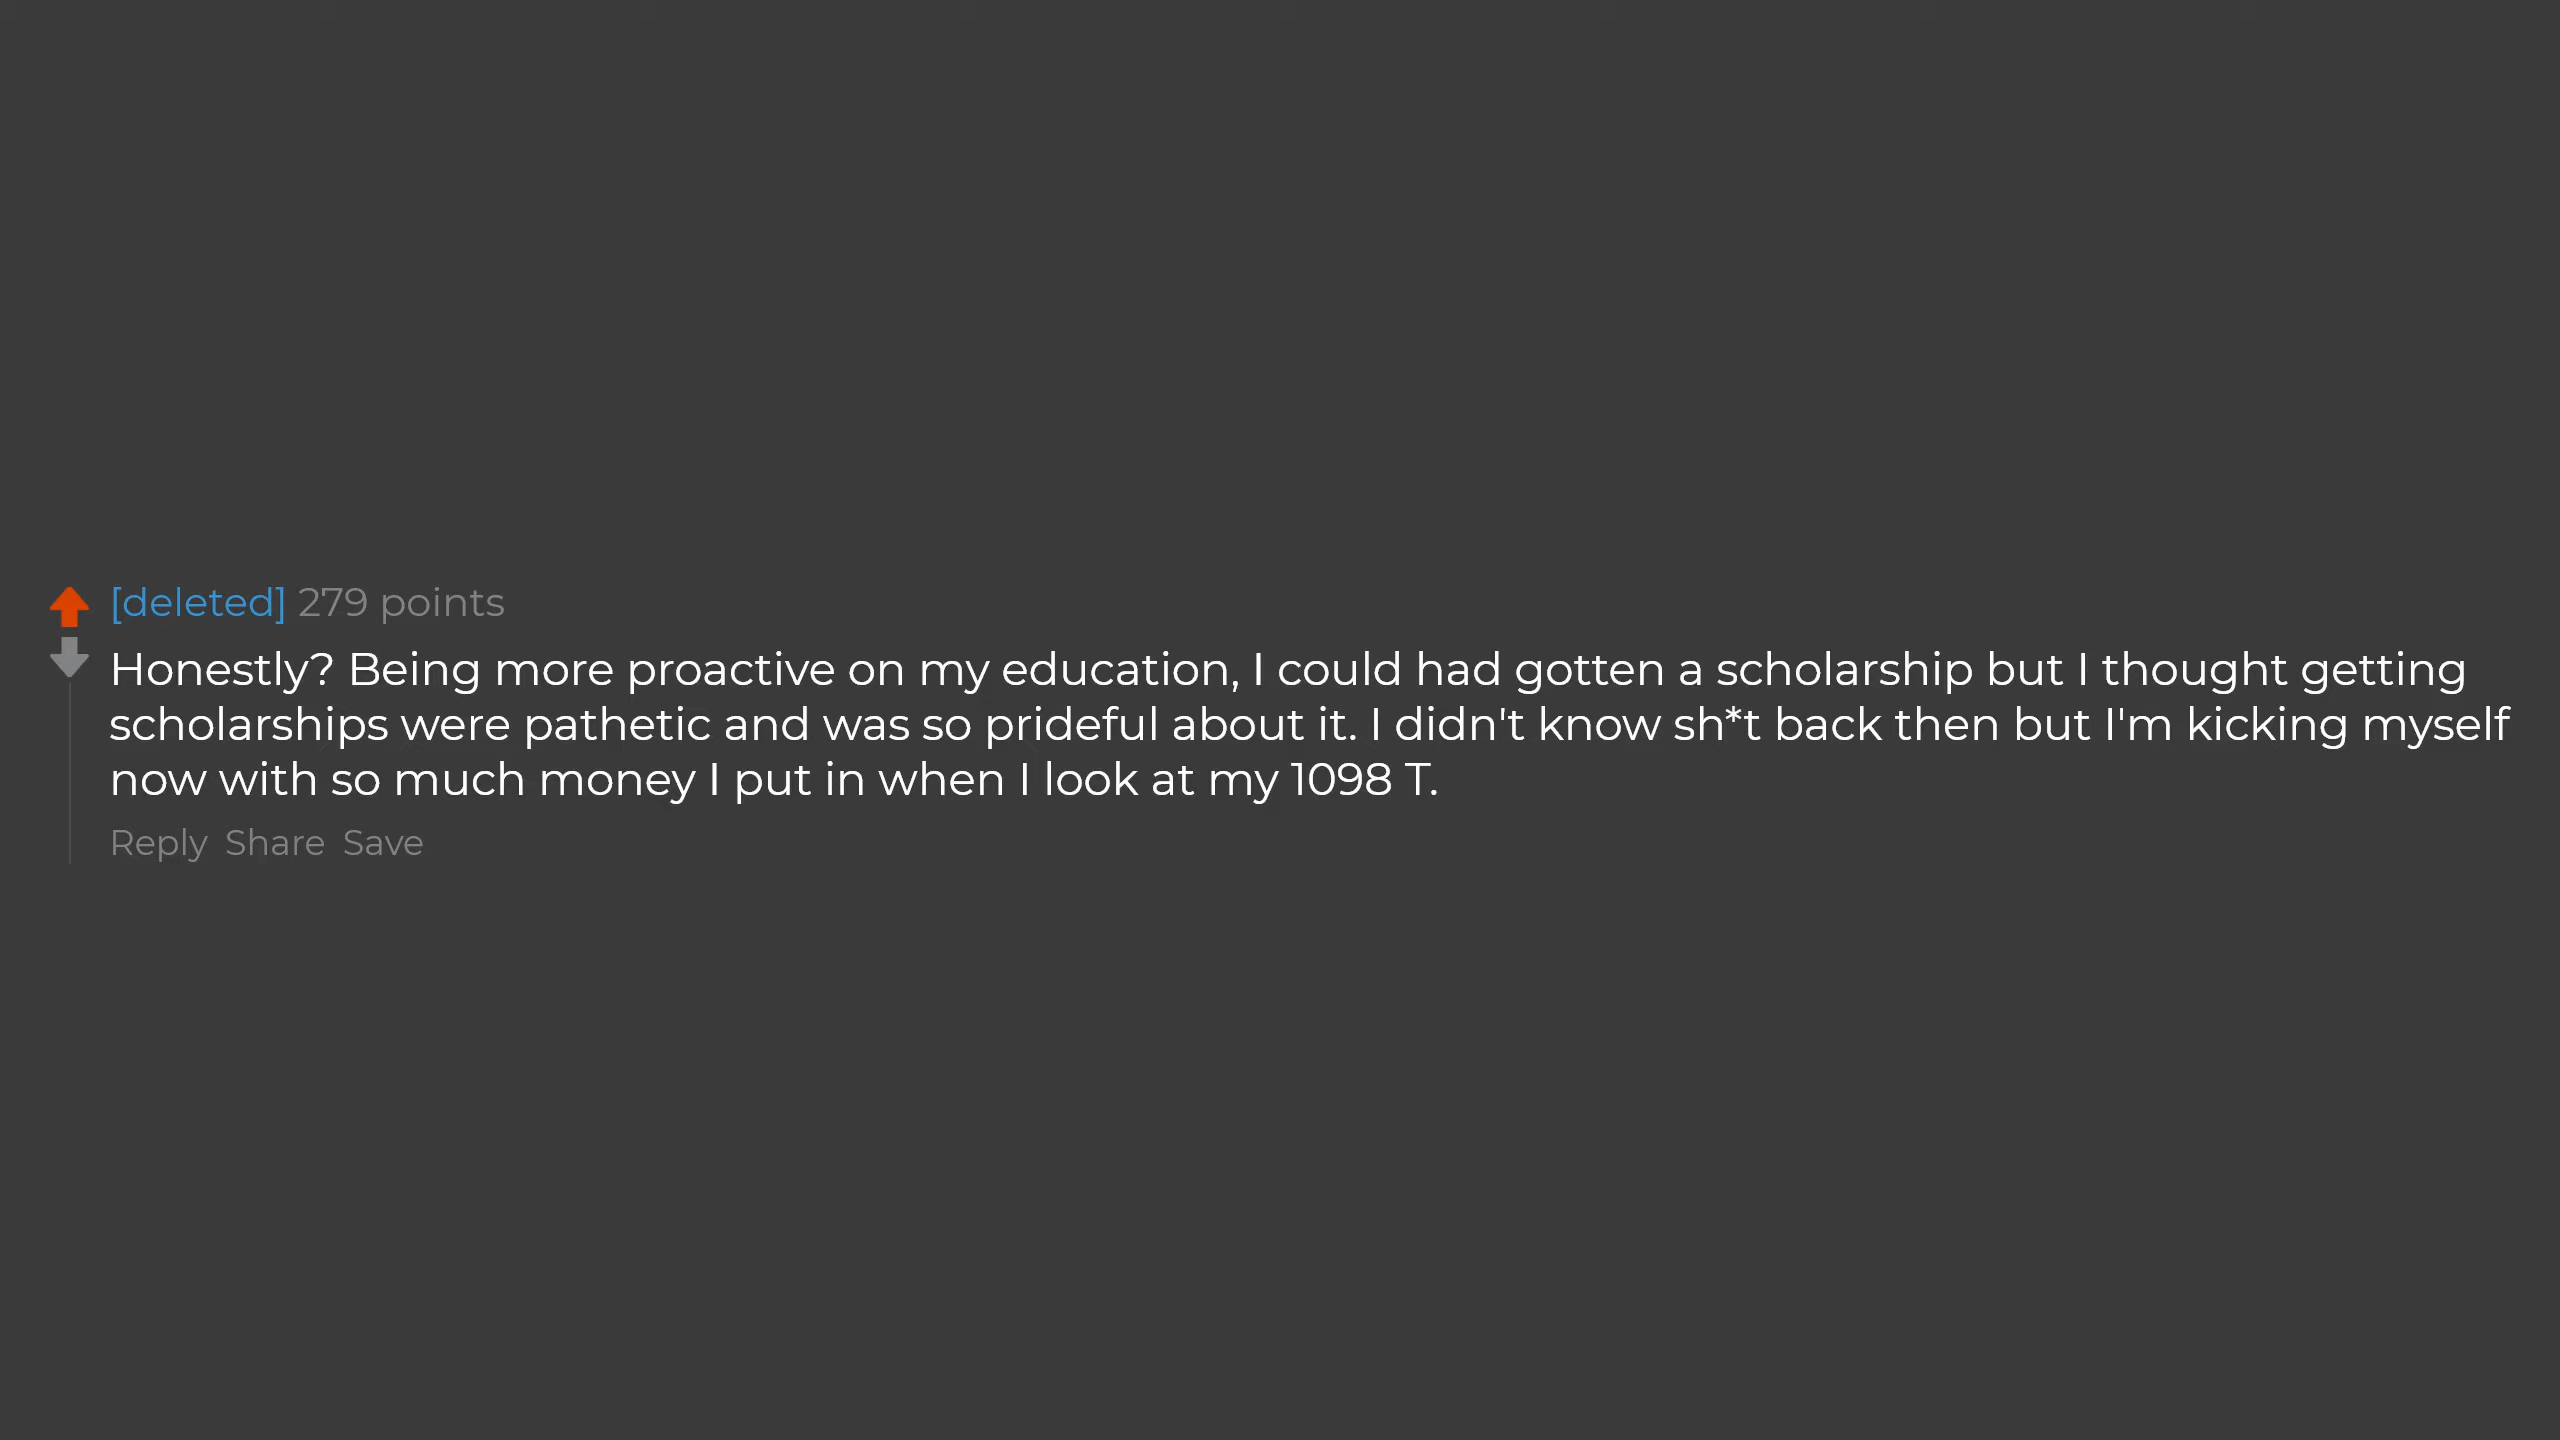 [deleted] 279 points
Honestly? Being more proactive on my education, I could had gotten a scholarship but I thought getting
scholarships were pathetic and was so prideful about it. I didn't know sh*t back then but I'm kicking myself
now with so much money I put in when I look at my 1098 T.
Reply Share Save